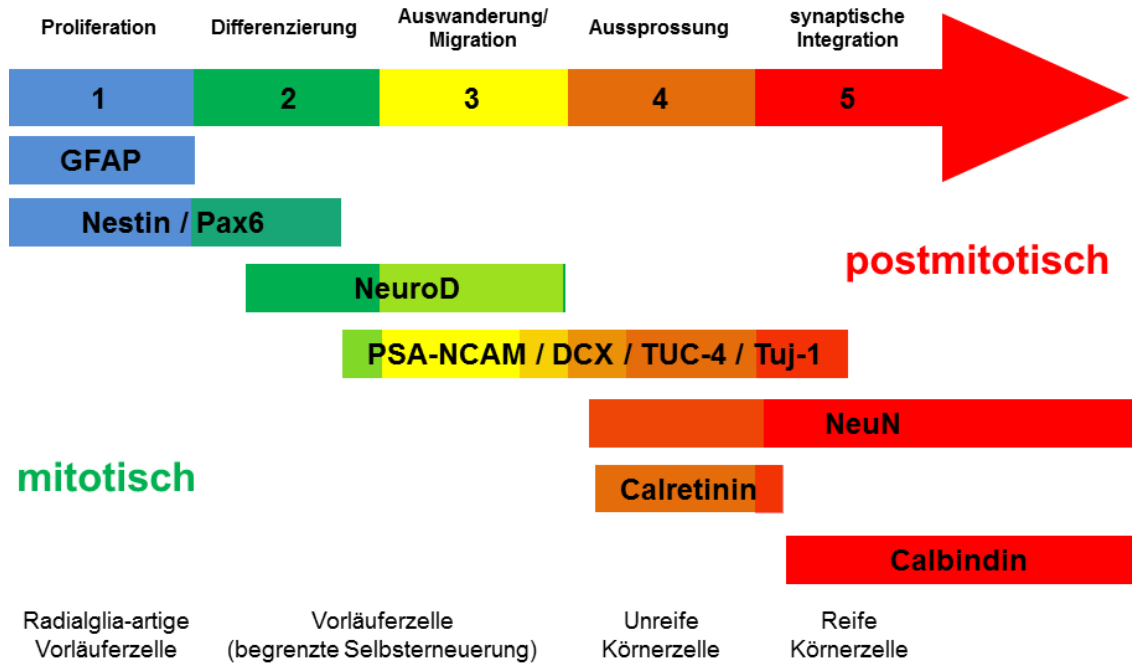 Proliferation
Differenzierung
Auswanderung/
Migration
Aussprossung
synaptische
Integration
1
2
3
4
5
GFAP
Nestin / Pax6
postmitotisch
NeuroD
PSA-NCAM / DCX / TUC-4 / Tuj-1
NeuN
mitotisch
Calretinin
Calbindin
Radialglia-artige
Vorläuferzelle
Vorläuferzelle
(begrenzte Selbsterneuerung)
Unreife
Körnerzelle
Reife
Körnerzelle